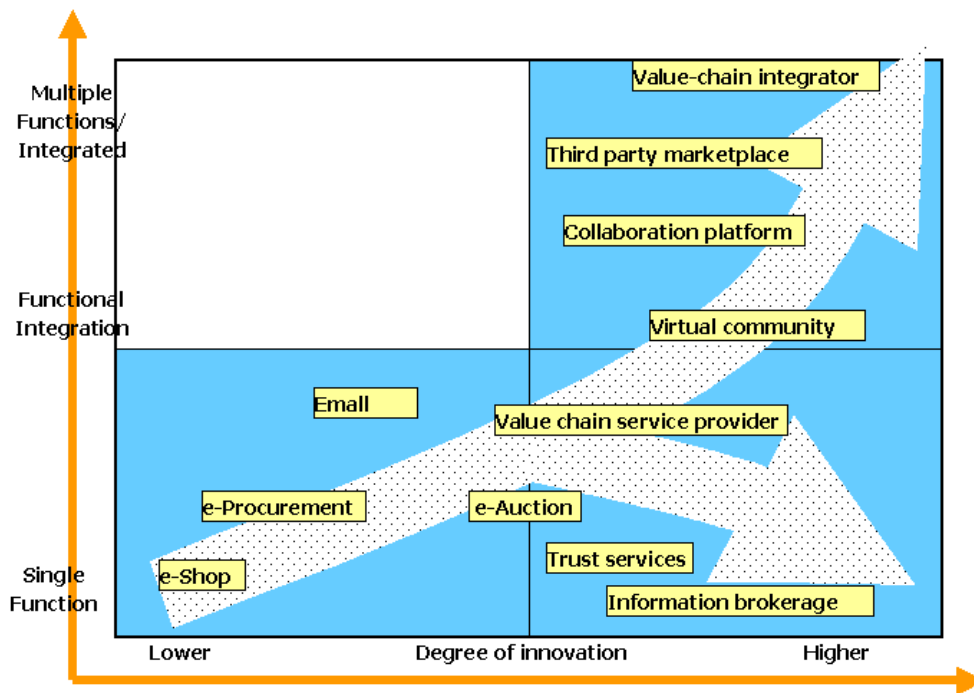 Multiple
Functions/
Integrated
Functional
Integration
Single
Function
Value-chain integrator
Third party marketplace
Collaboration platform
Virtual community
Emall
Value chain service provider
e-Procurement
e-Auction
Trust services
e-Shop
Information brokerage
Lower
Degree of innovation
Higher